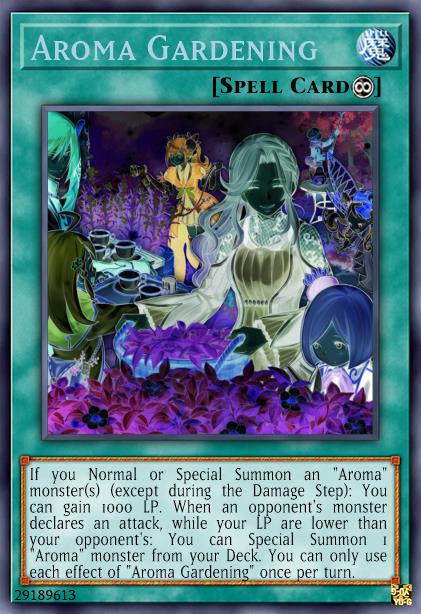 AROMA GARDENING
魔
[SPELL CARD]
If you Normal or Special Summon an "Aroma"
monster(s) (except during the Damage Step): You
can gain 1000 LP. When an opponent's monster
declares an attack, while your LP are lower than
your opponent's: You can Special Summon 1
"Aroma" monster from your Deck. You can only use
each effect of "Aroma Gardening" once per turn.
29189613